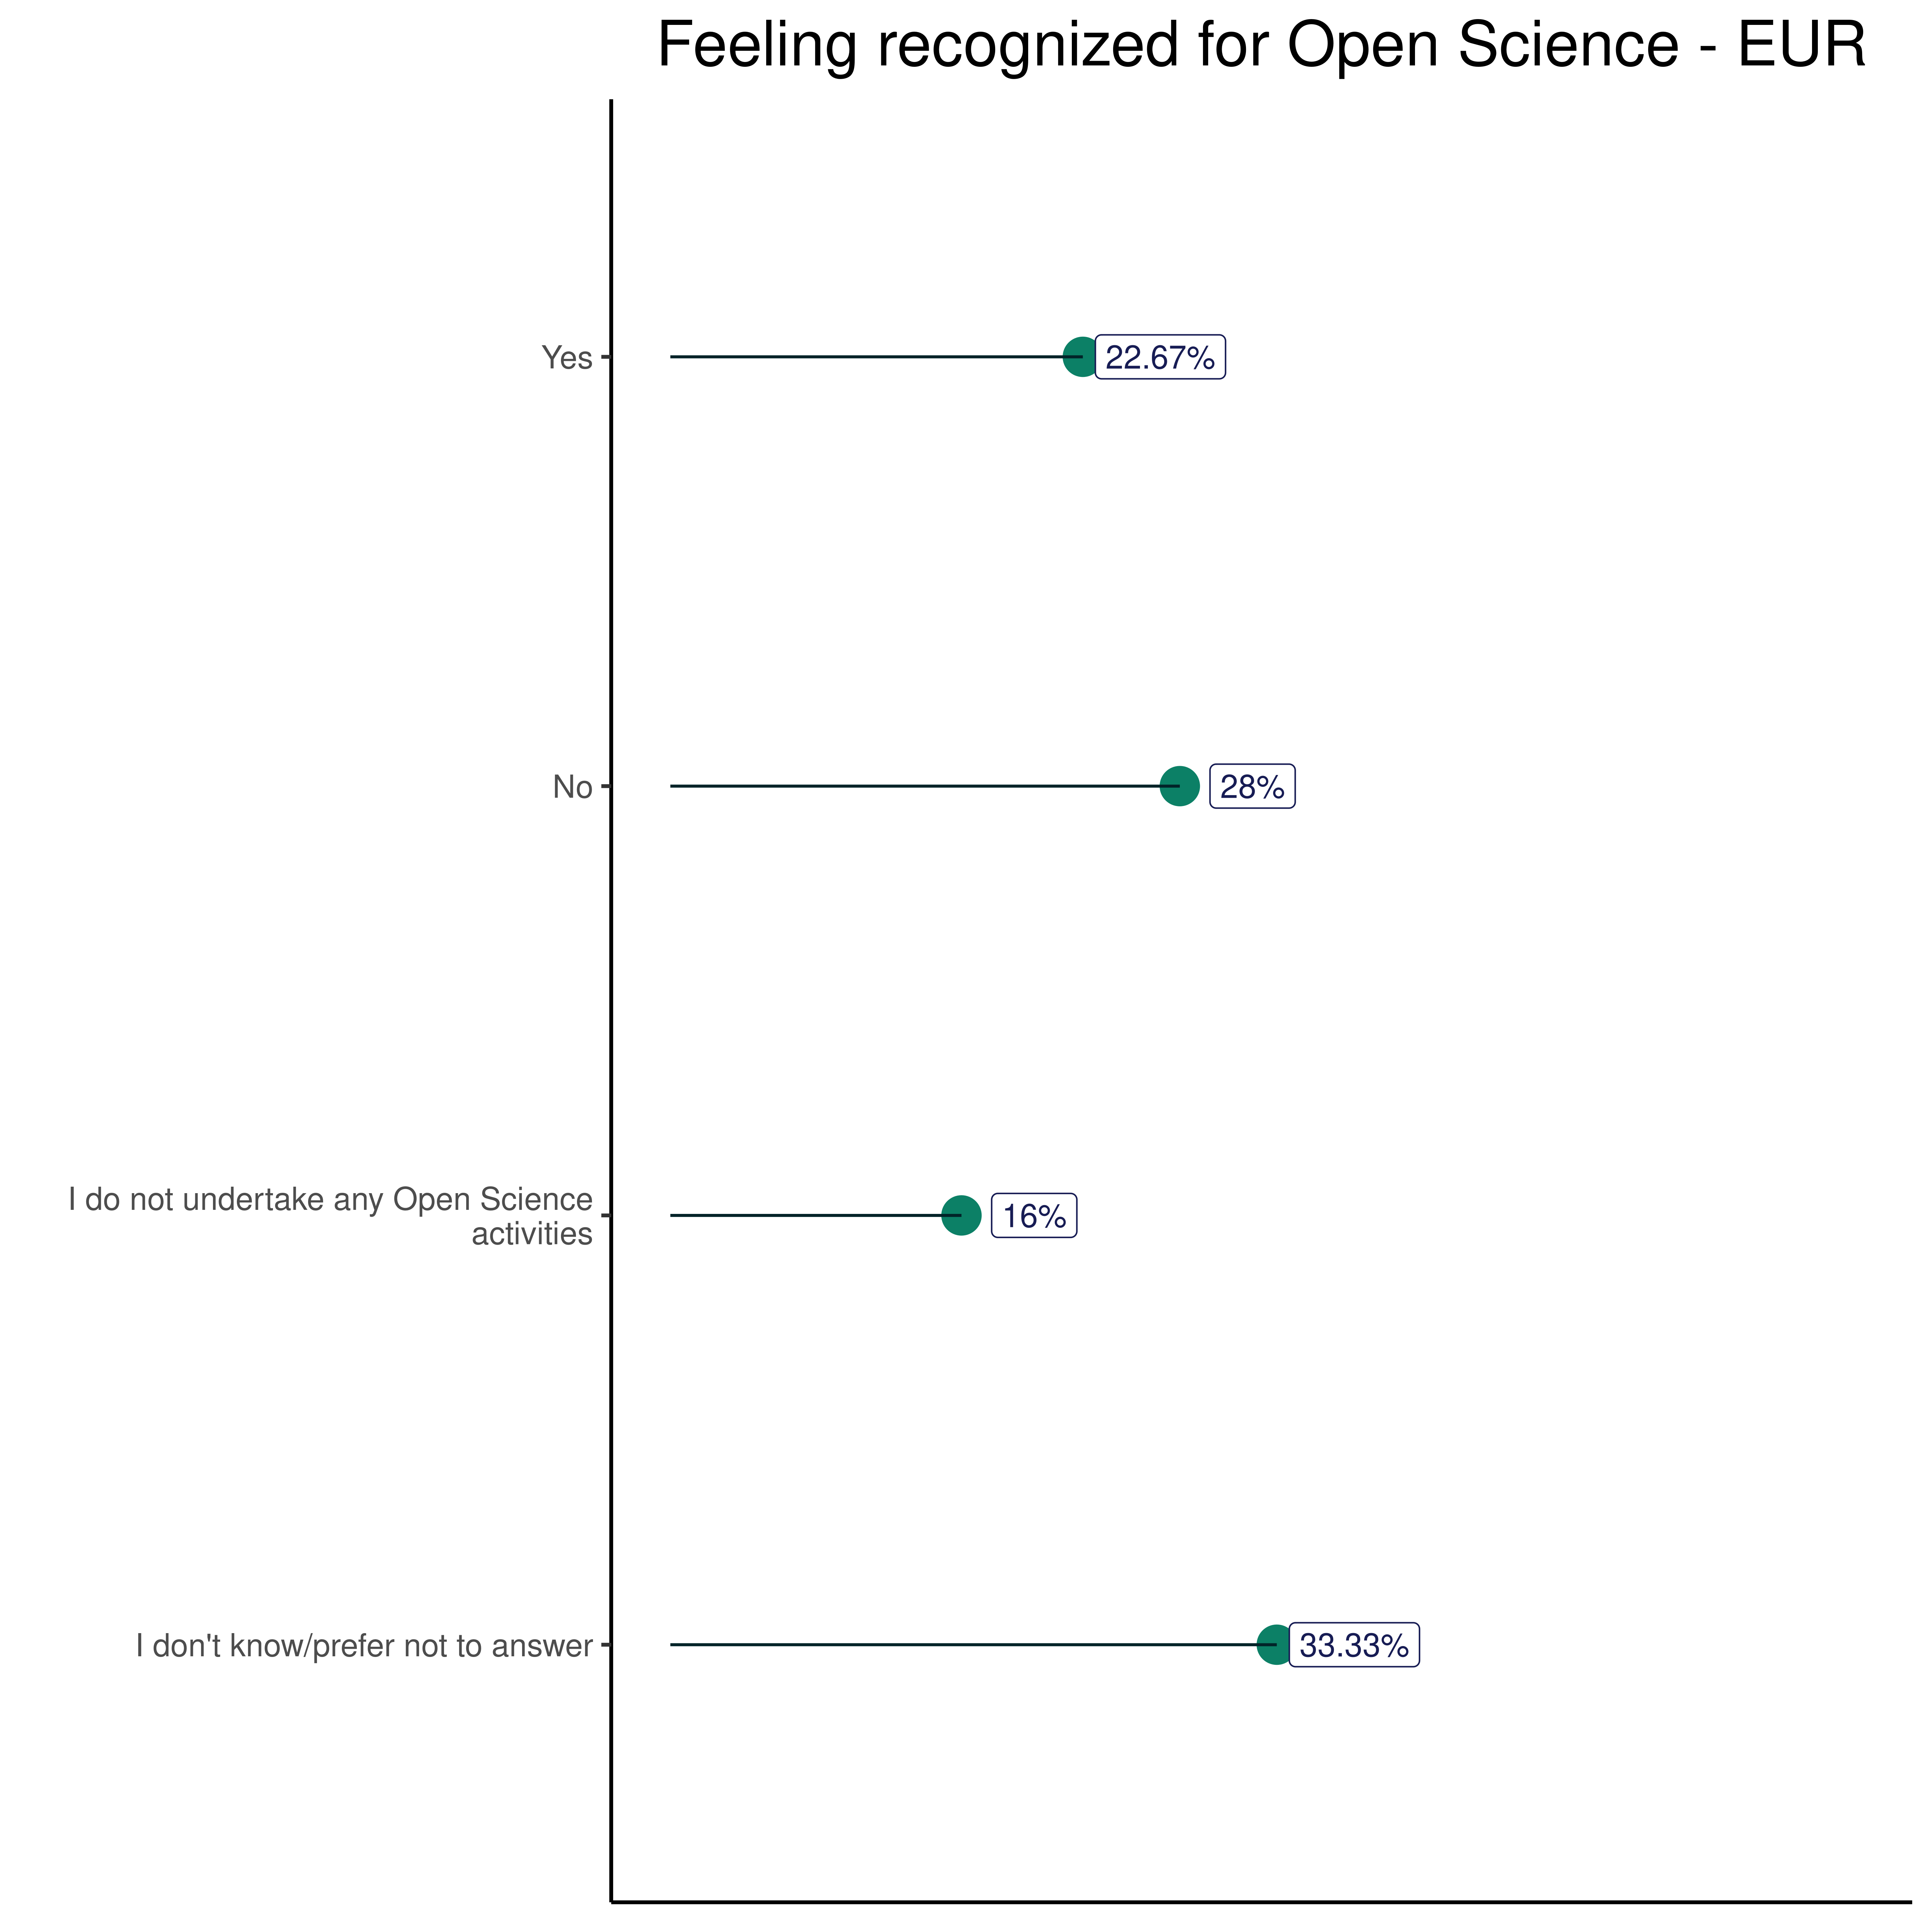 Feeling recognized for Open Science - EUR
Yes
22.67%
No
28%
I do not undertake any Open Science
activities
16%
I don't know/prefer not to answer
33.33%